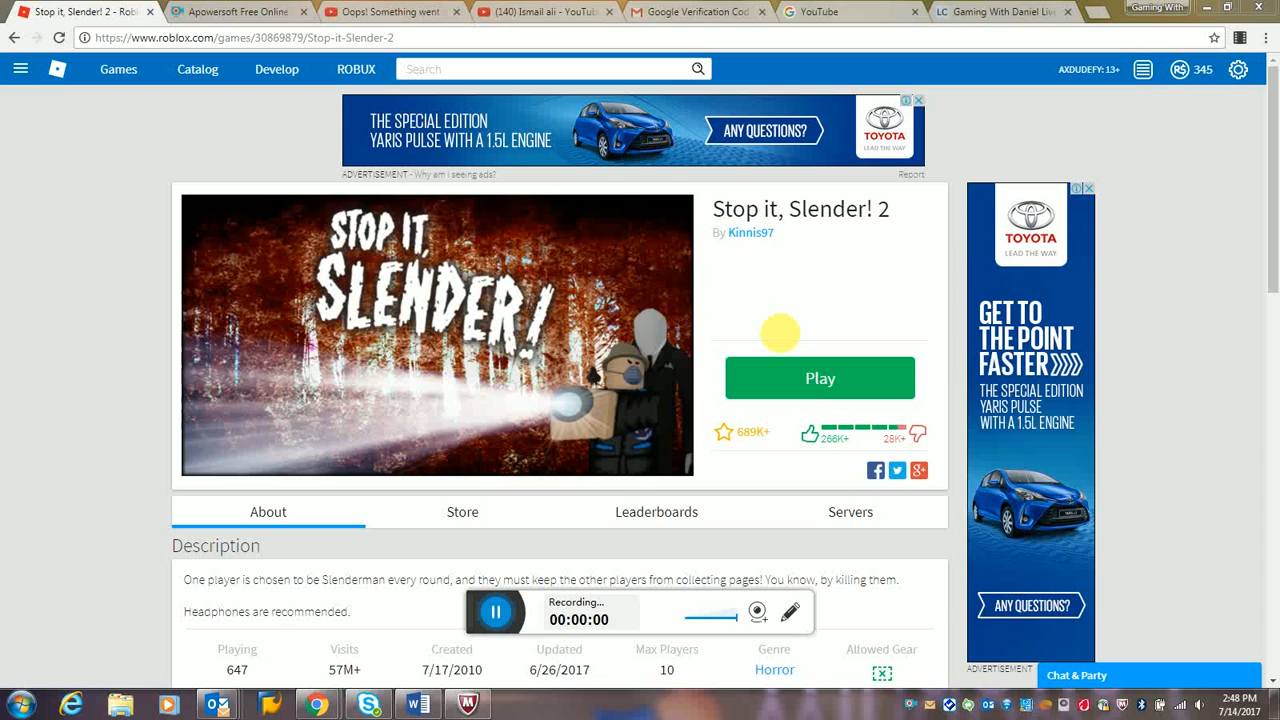 Stop it, Slender! 2 - Rob
Apowersoft Free Online
Oops! Something went
(140) Ismail ali - YouTub
Google Verification Cod
YouTube
Gaming With Daniel Liv
Gaming With
https://www.roblox.com/games/30869879/Stop-it-Slender-2
Games
Catalog
Develop
ROBUX
Search
AXDUDEFY: 13+
R$
345
THE SPECIAL EDITION
YARIS PULSE WITH A 1.5L ENGINE
ANY QUESTIONS?
TOYOTA
LEAD THE WAY
ADVERTISEMENT - Why am I seeing ads?
Report
STOP IT,
SLENDER!
Stop it, Slender! 2
By Kinnis97
Play
689K+
266K+
28K+
TOYOTA
LEAD THE WAY
GET TO
THE POINT
FASTER
THE SPECIAL EDITION
YARIS PULSE
WITH A 1.5L ENGINE
ANY QUESTIONS?
ADVERTISEMENT
About
Store
Leaderboards
Servers
Description
One player is chosen to be Slenderman every round, and they must keep the other players from collecting pages! You know, by killing them.
Headphones are recommended.
Recording...
00:00:00
Playing
Visits
Created
Updated
Max Players
Genre
Allowed Gear
647
57M+
7/17/2010
6/26/2017
10
Horror
Chat & Party
2:48 PM
7/14/2017